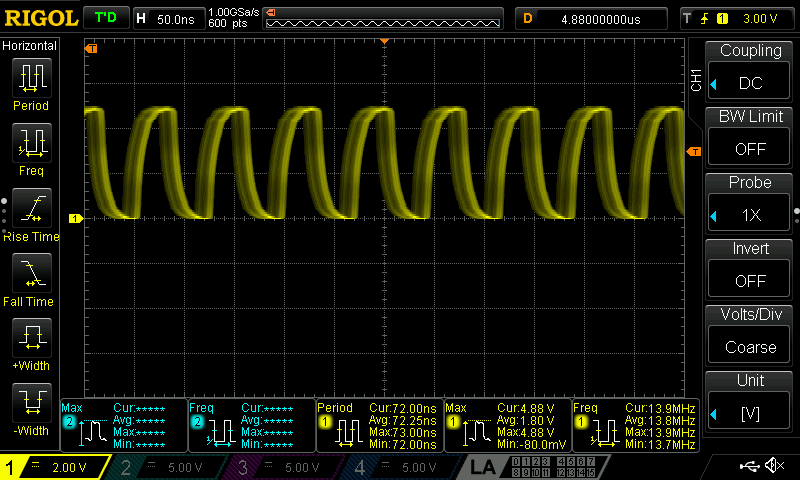 RIGOL T'D H 50.0ns 1.00GSa/s 600 pts D 4.88000000us T 1 3.00 V
Horizontal
Period
Freq
Rise Time
Fall Time
+Width
-Width
T
T
1
CH1
Coupling
DC
BW Limit
OFF
Probe
1X
Invert
OFF
Volts/Div
Coarse
Unit
[V]
Max
2
Cur:*****
Avg:*****
Max:*****
Min:*****
Freq
2
Cur:*****
Avg:*****
Max:*****
Min:*****
Period
1
Cur:72.00ns
Avg:72.25ns
Max:73.00ns
Min:72.00ns
Max
1
Cur:4.88 V
Avg:1.80 V
Max:4.88 V
Min:-80.0mV
Freq
1
Cur:13.9MHz
Avg:13.8MHz
Max:13.9MHz
Min:13.7MHz
1 2.00 V
2 5.00 V
3 5.00 V
4 5.00 V
LA
0 1 2 3 4 5 6 7
8 9 10 11 12 13 14 15